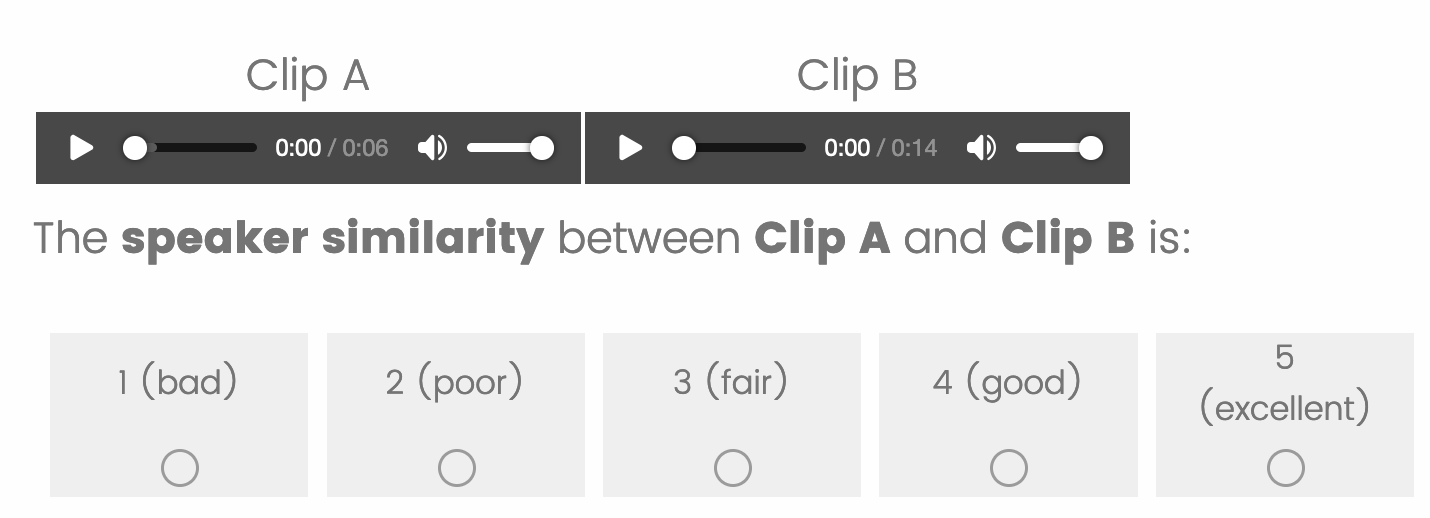 Clip A
Clip B
0:00 / 0:06
0:00 / 0:14
The speaker similarity between Clip A and Clip B is:
1 (bad)
2 (poor)
3 (fair)
4 (good)
5
(excellent)